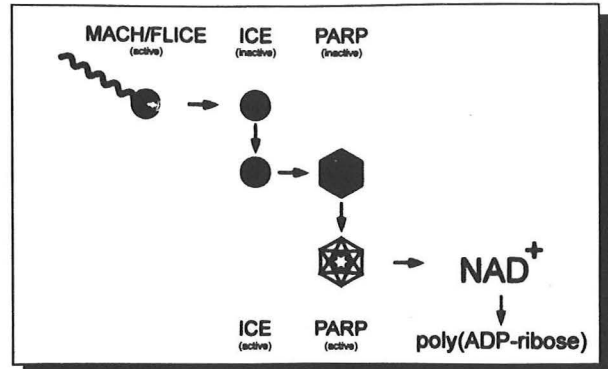 MACH/FLICE ICE PARP
(active) (inactive) (inactive)
NAD+
ICE PARP
(active) (active)
poly(ADP-ribose)